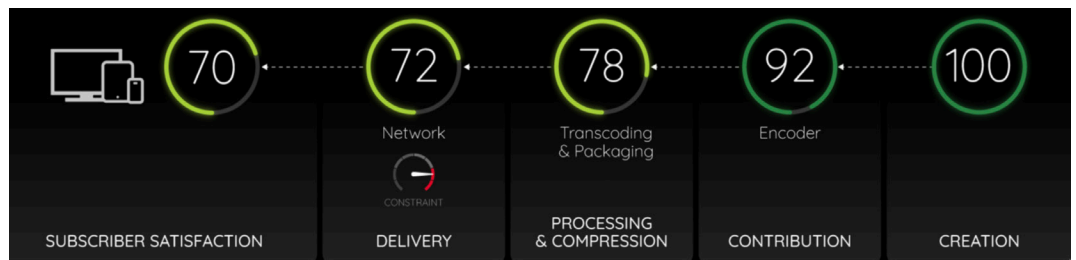 70
72
78
92
100
Network
Transcoding
& Packaging
Encoder
CONSTRAINT
SUBSCRIBER SATISFACTION
DELIVERY
PROCESSING
& COMPRESSION
CONTRIBUTION
CREATION